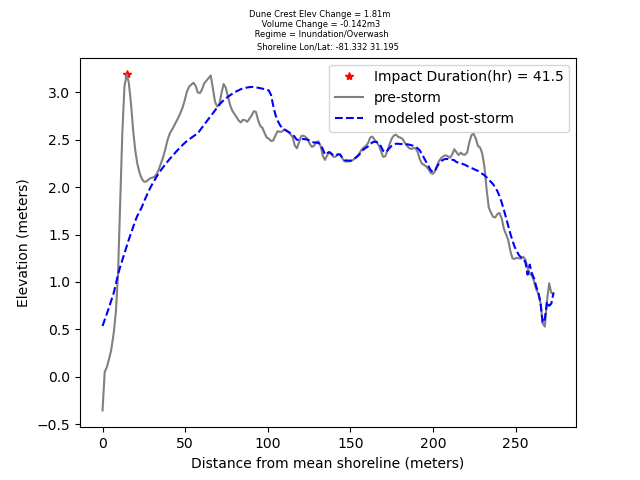 Dune Crest Elev Change = 1.81m
Volume Change = -0.142m3
Regime = Inundation/Overwash
Shoreline Lon/Lat: -81.332 31.195
Impact Duration(hr) = 41.5
pre-storm
modeled post-storm
Elevation (meters)
3.0
2.5
2.0
1.5
1.0
0.5
0.0
−0.5
0 50 100 150 200 250
Distance from mean shoreline (meters)